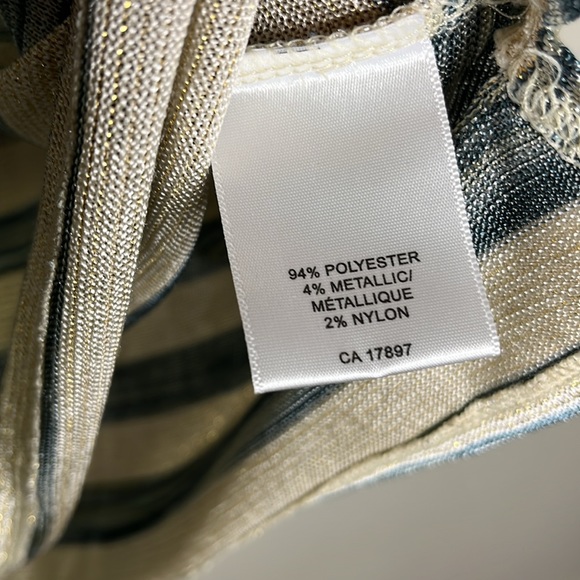 94% POLYESTER
4% METALLIC/
MÉTALLIQUE
2% NYLON
CA 17897